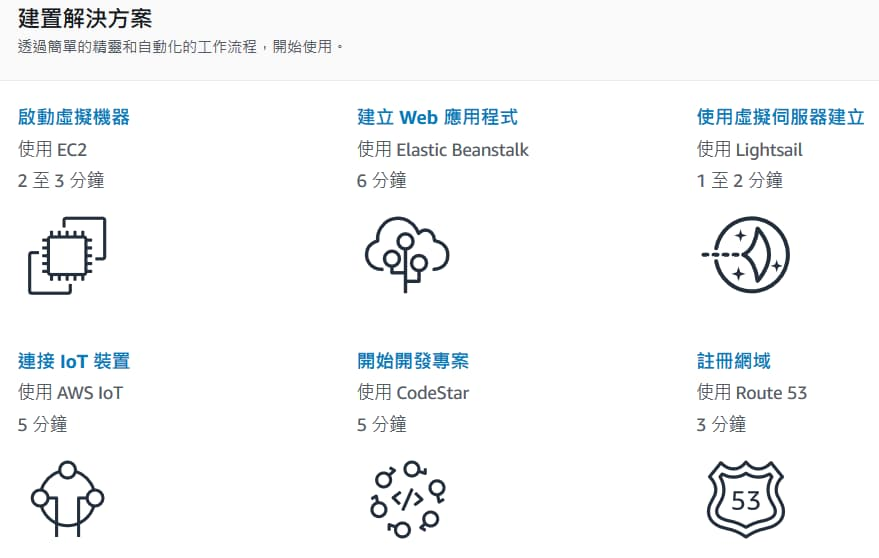 建置解決方案
透過簡單的精靈和自動化的工作流程，開始使用。
啟動虛擬機器
使用 EC2
2 至 3 分鐘
建立 Web 應用程式
使用 Elastic Beanstalk
6 分鐘
使用虛擬伺服器建立
使用 Lightsail
1 至 2 分鐘
連接 IoT 裝置
使用 AWS IoT
5 分鐘
開始開發專案
使用 CodeStar
5 分鐘
</>
註冊網域
使用 Route 53
3 分鐘
53